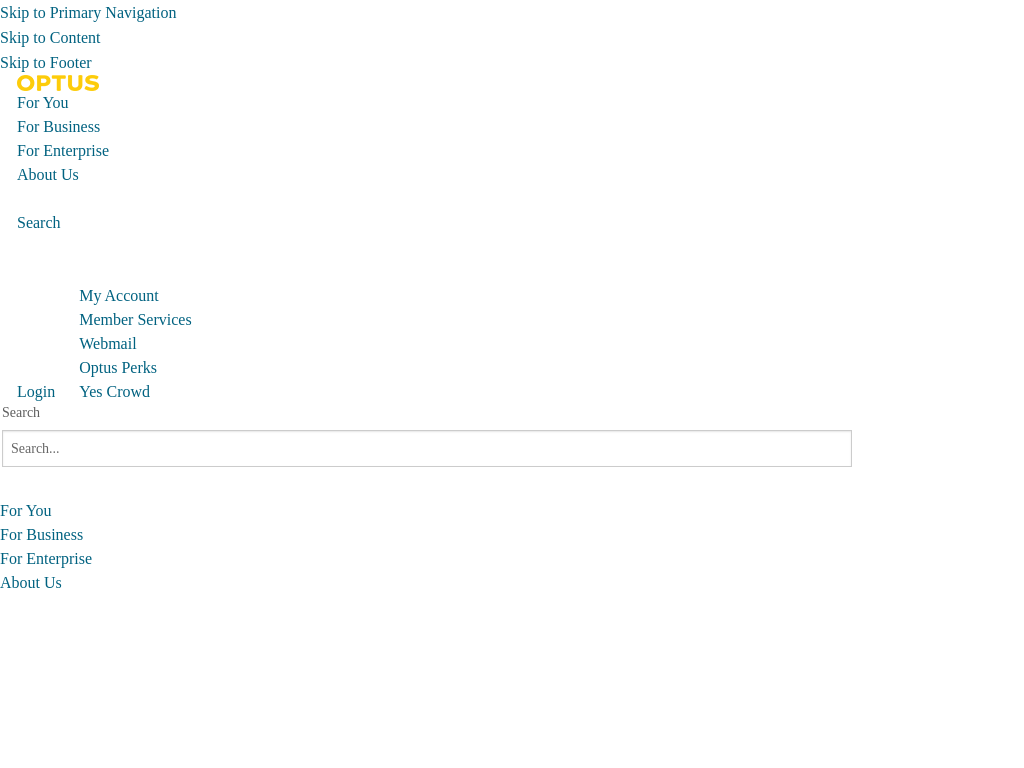 Skip to Primary Navigation
Skip to Content
Skip to Footer
OPTUS
For You
For Business
For Enterprise
About Us
Search
My Account
Member Services
Webmail
Optus Perks
Login Yes Crowd
Search
Search...
For You
For Business
For Enterprise
About Us